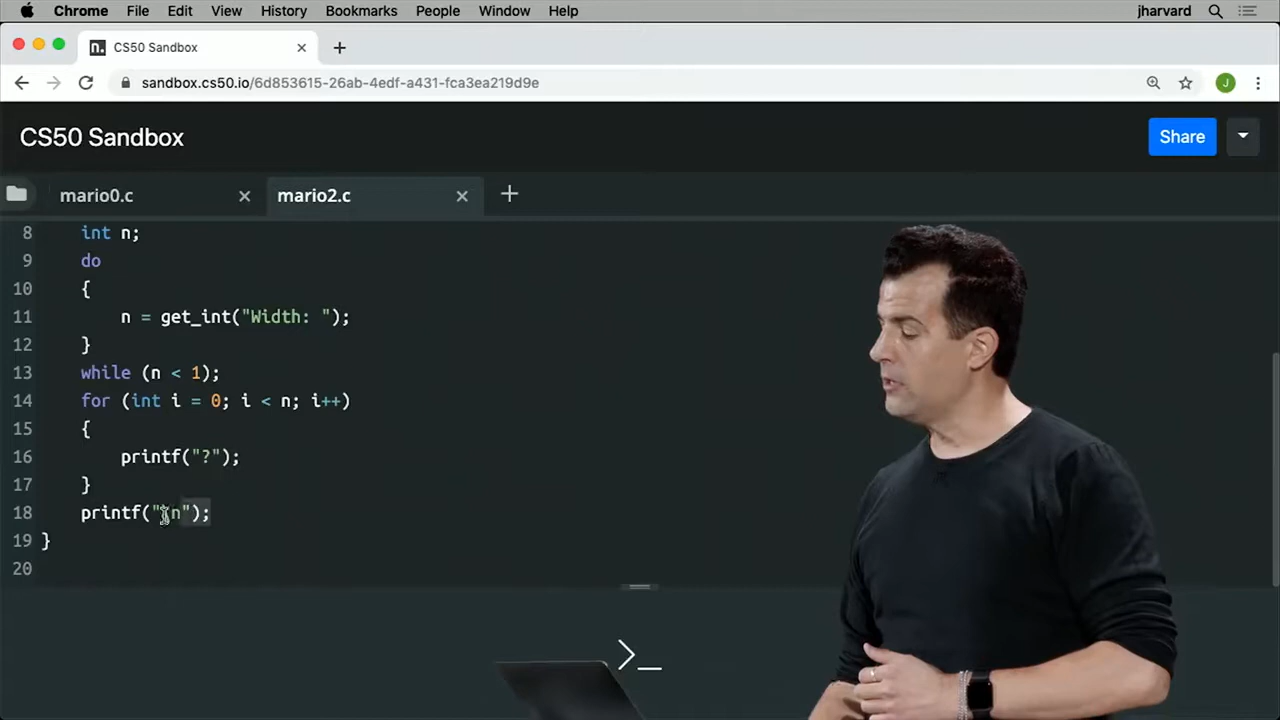 Chrome File Edit View History Bookmarks People Window Help jharvard
n. CS50 Sandbox
sandbox.cs50.io/6d853615-26ab-4edf-a431-fca3ea219d9e J
CS50 Sandbox Share
mario0.c mario2.c
8 int n;
9 do
10 {
11 n = get_int("Width: ");
12 }
13 while (n < 1);
14 for (int i = 0; i < n; i++)
15 {
16 printf("?");
17 }
18 printf("\n");
19 }
20
>_